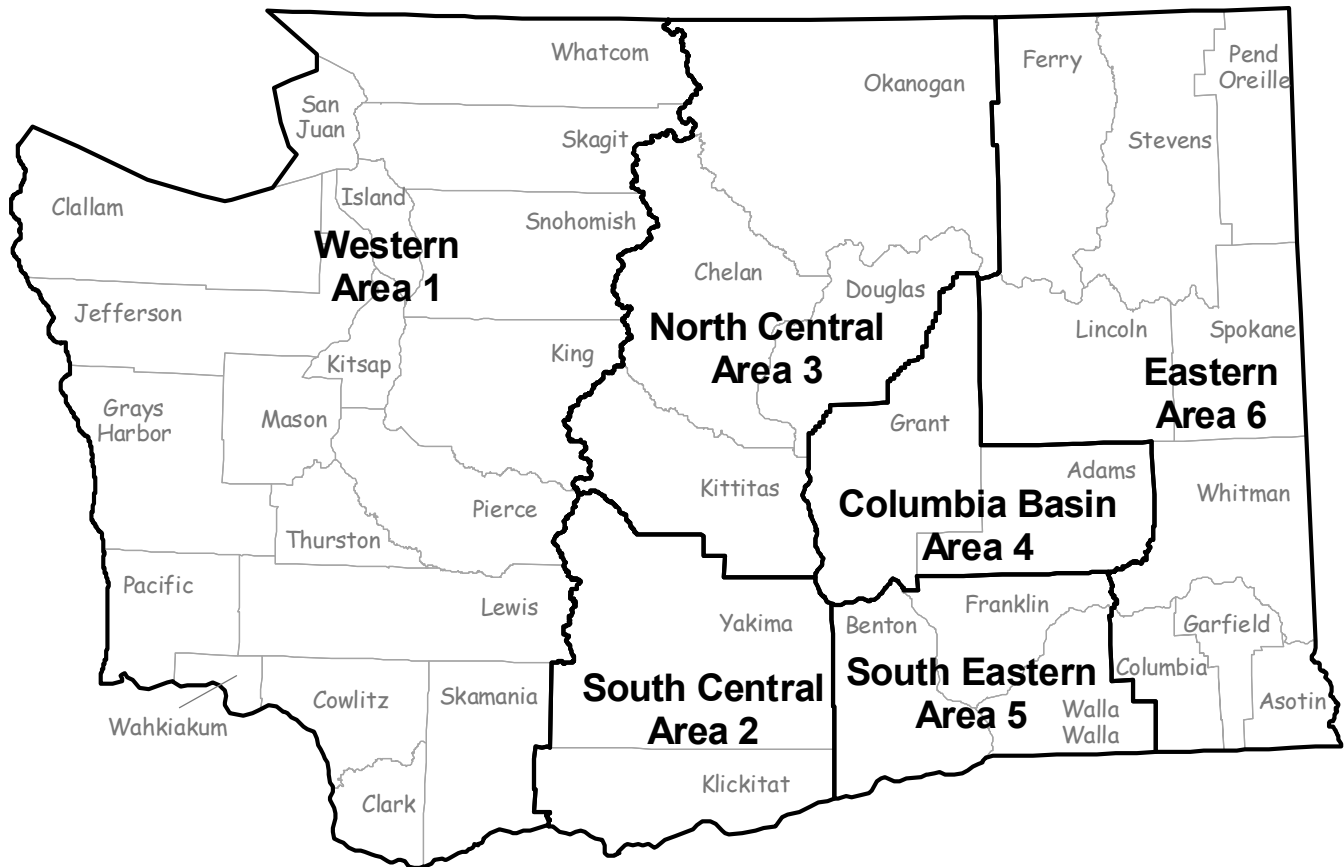 Whatcom
Okanogan
Ferry
Pend
Oreille
San
Juan
Skagit
Stevens
Clallam
Island
Snohomish
Western
Area 1
Chelan
Douglas
Jefferson
Kitsap
King
North Central
Area 3
Lincoln
Spokane
Eastern
Area 6
Grays
Harbor
Mason
Grant
Kittitas
Adams
Whitman
Pierce
Thurston
Columbia Basin
Area 4
Pacific
Lewis
Yakima
Benton
Franklin
Garfield
Columbia
Asotin
Wahkiakum
Cowlitz
Skamania
South Central
Area 2
South Eastern
Area 5
Walla
Walla
Clark
Klickitat